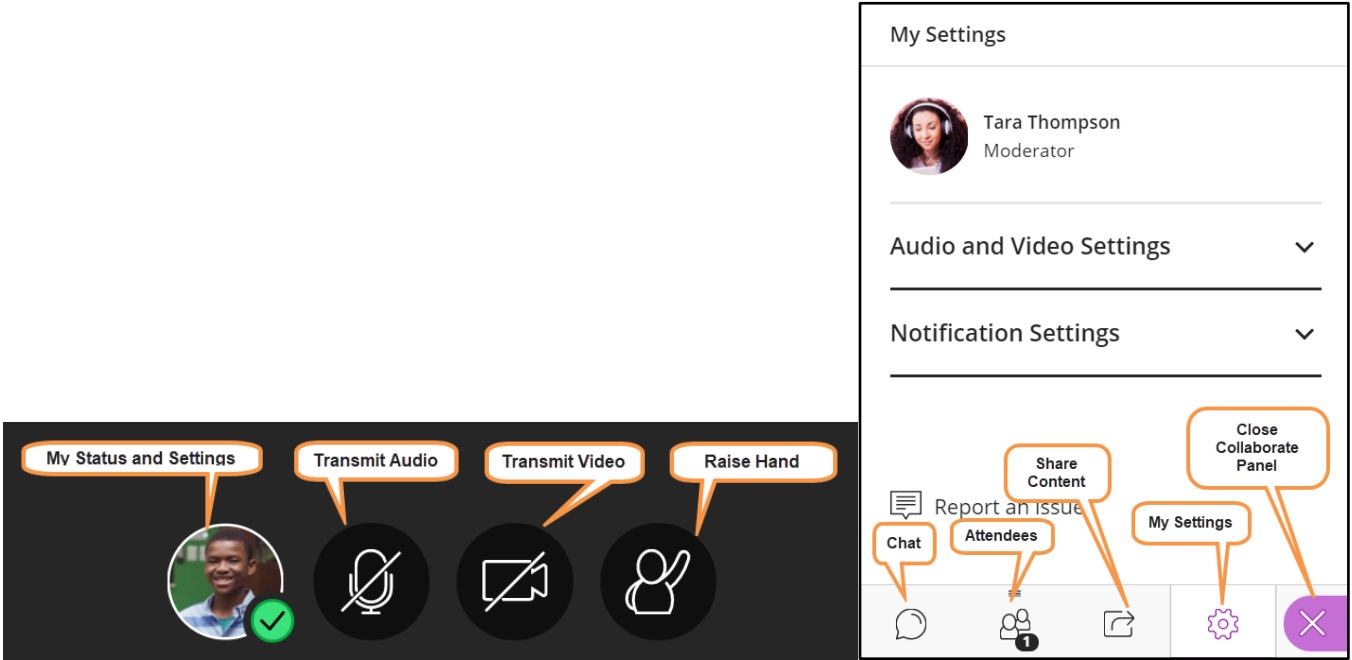 My Status and Settings
Transmit Audio
Transmit Video
Raise Hand
My Settings
Tara Thompson
Moderator
Audio and Video Settings
Notification Settings
Report an issue
Chat
Attendees
Share
Content
My Settings
Close
Collaborate
Panel
1